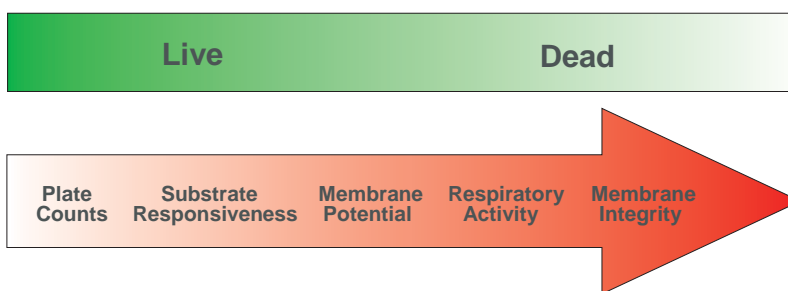 Live
Dead
Plate
Counts
Substrate
Responsiveness
Membrane
Potential
Respiratory
Activity
Membrane
Integrity